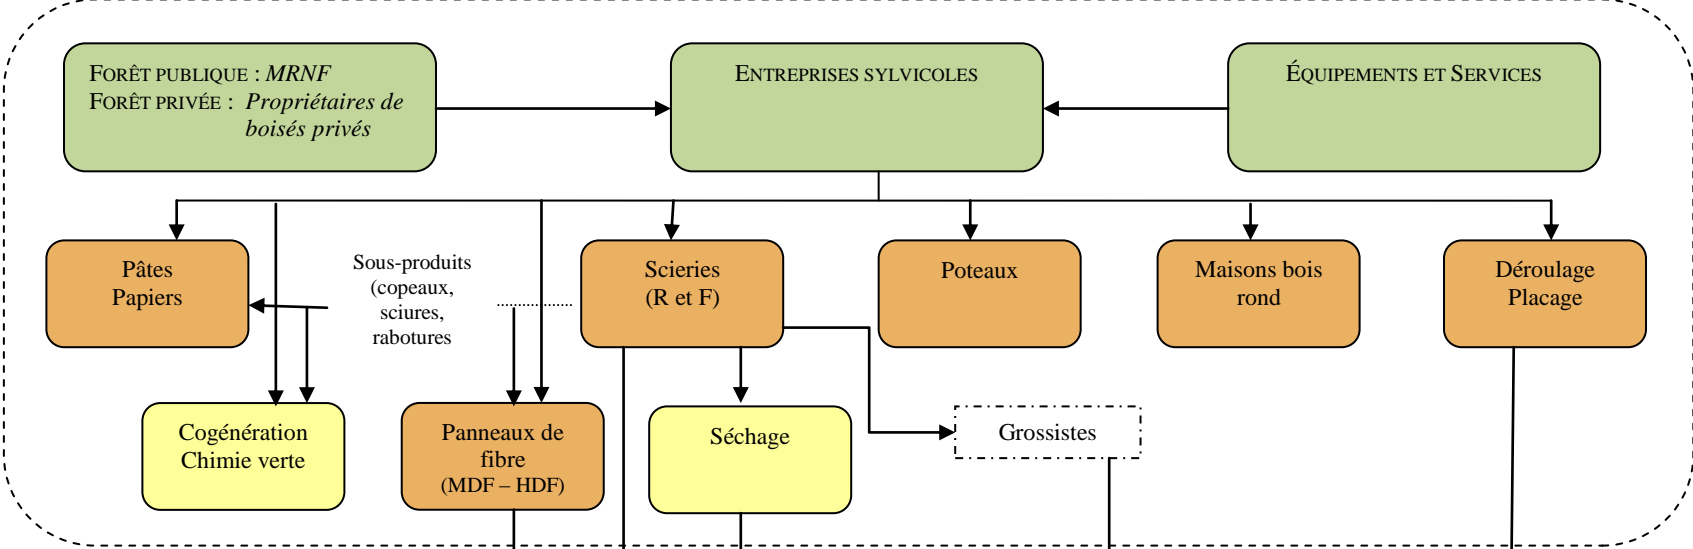 FORÊT PUBLIQUE : MRNF
FORÊT PRIVÉE : Propriétaires de
boisés privés
ENTREPRISES SYLVICOLES
ÉQUIPEMENTS ET SERVICES
Pâtes
Papiers
Sous-produits
(copeaux,
sciures,
rabotures
Scieries
(R et F)
Poteaux
Maisons bois
rond
Déroulage
Placage
Cogénération
Chimie verte
Panneaux de
fibre
(MDF – HDF)
Séchage
Grossistes